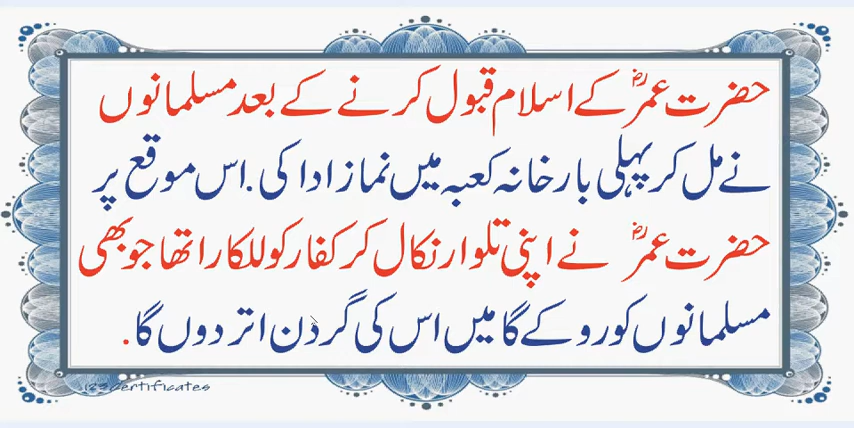 حضرت عمرؓ کے اسلام قبول کرنے کے بعد مسلمانوں
نے مل کر پہلی بار خانہ کعبہ میں نماز ادا کی. اس موقع پر
حضرت عمرؓ نے اپنی تلوار نکال کر کفار کو للکارا تھا جو بھی
مسلمانوں کو روکے گا میں اس کی گردن اتر دوں گا.
123certificates